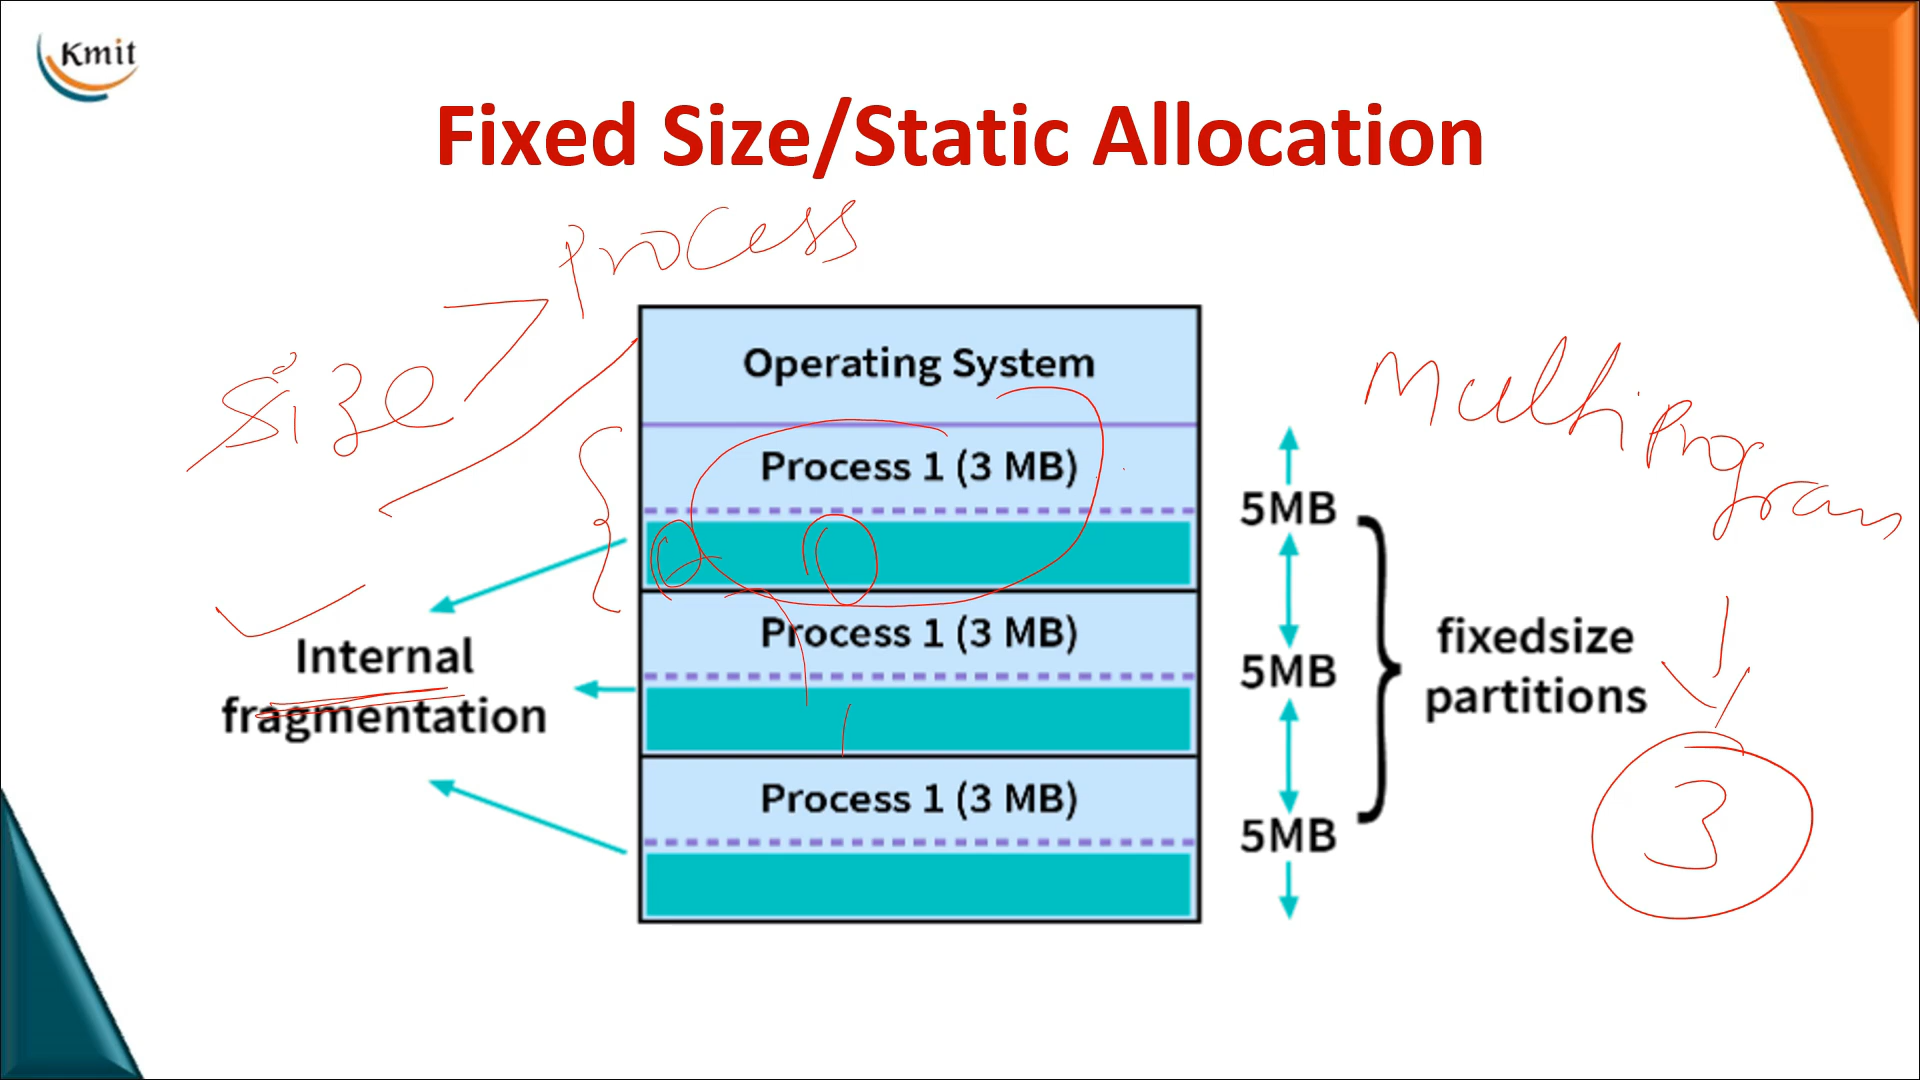 Kmit
Fixed Size/Static Allocation
Process
Size
Operating System
Multiprogram
Process 1 (3 MB)
5MB
Internal
fragmentation
Process 1 (3 MB)
5MB
fixedsize
partitions
Process 1 (3 MB)
5MB
3